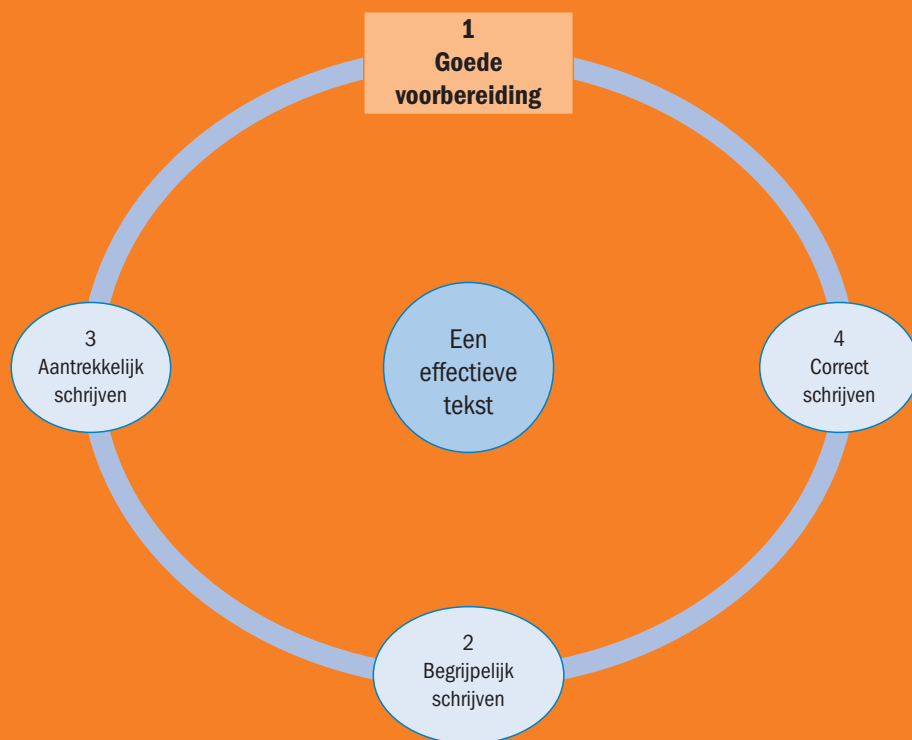 1
Goede
voorbereiding
3
Aantrekkelijk
schrijven
Een
effectieve
tekst
4
Correct
schrijven
2
Begrijpelijk
schrijven